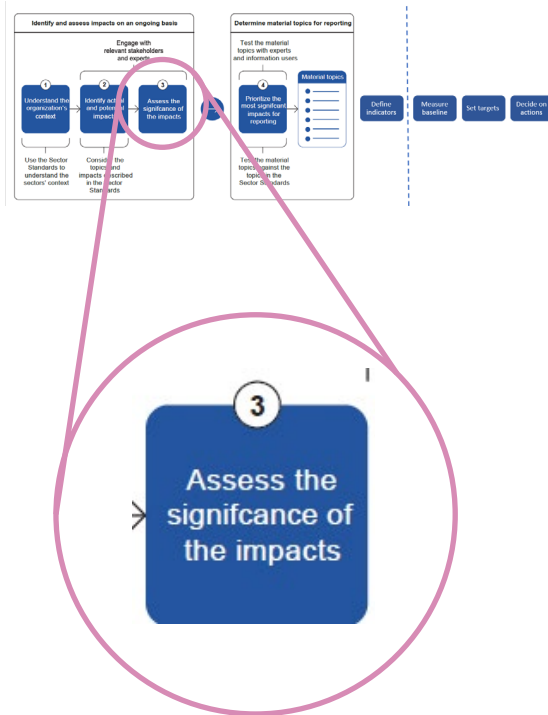 Identify and assess impacts on an ongoing basis
Determine material topics for reporting
Engage with
relevant stakeholders
and experts
Test the material
topics with experts
and information users
1
Understand the
organization's
context
2
Identify actual
and potential
impacts
3
Assess the
significance of
the impacts
4
Prioritize the
most significant
impacts for
reporting
Material topics
Define
indicators
Measure
baseline
Set targets
Decide on
actions
Use the Sector
Standards to
understand the
sectors' context
Consider the
topics and
impacts described
in the Sector
Standards
Test the material
topics against the
topics in the
Sector Standards
3
Assess the
signifcance of
the impacts